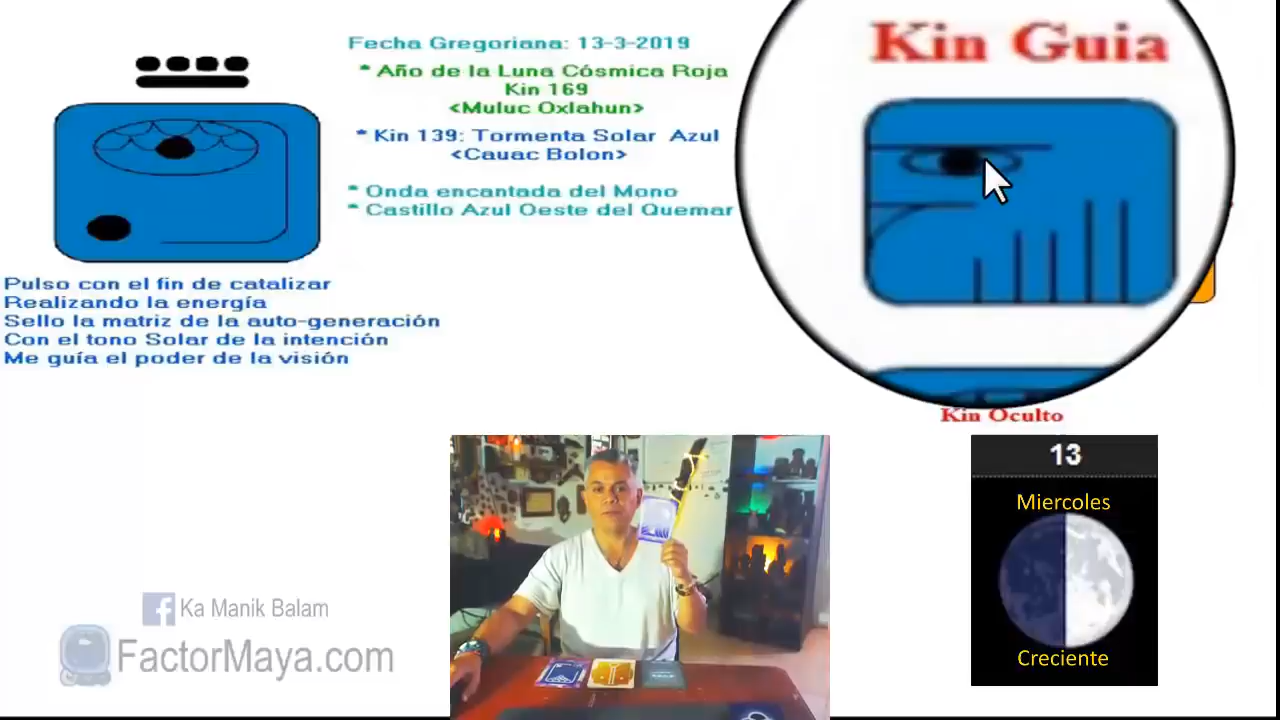 Fecha Gregoriana: 13-3-2019
* Año de la Luna Cósmica Roja
Kin 169
<Muluc Oxlahun>
* Kin 139: Tormenta Solar Azul
<Cauac Bolon>
* Onda encantada del Mono
* Castillo Azul Oeste del Quemar
Kin Guia
Pulso con el fin de catalizar
Realizando la energía
Sello la matriz de la auto-generación
Con el tono Solar de la intención
Me guía el poder de la visión
Kin Oculto
13
Miercoles
Creciente
Ka Manik Balam
FactorMaya.com